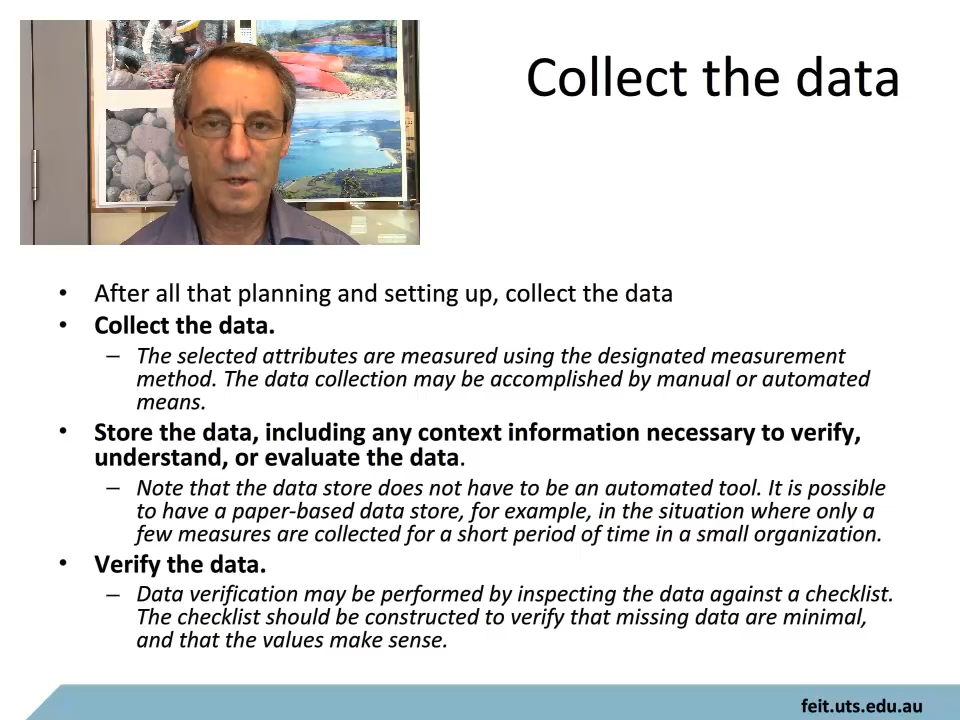 Collect the data
• After all that planning and setting up, collect the data
• Collect the data.
– The selected attributes are measured using the designated measurement
method. The data collection may be accomplished by manual or automated
means.
• Store the data, including any context information necessary to verify,
understand, or evaluate the data.
– Note that the data store does not have to be an automated tool. It is possible
to have a paper-based data store, for example, in the situation where only a
few measures are collected for a short period of time in a small organization.
• Verify the data.
– Data verification may be performed by inspecting the data against a checklist.
The checklist should be constructed to verify that missing data are minimal,
and that the values make sense.
feit.uts.edu.au